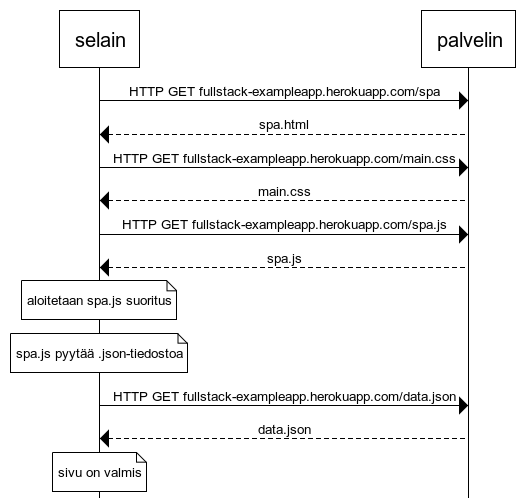 selain palvelin
HTTP GET fullstack-exampleapp.herokuapp.com/spa
spa.html
HTTP GET fullstack-exampleapp.herokuapp.com/main.css
main.css
HTTP GET fullstack-exampleapp.herokuapp.com/spa.js
spa.js
aloitetaan spa.js suoritus
spa.js pyytää .json-tiedostoa
HTTP GET fullstack-exampleapp.herokuapp.com/data.json
data.json
sivu on valmis